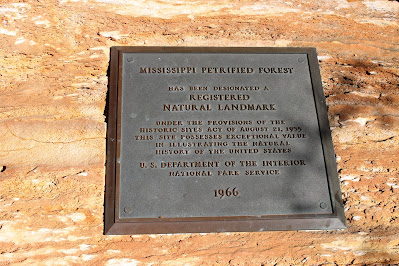 MISSISSIPPI PETRIFIED FOREST
HAS BEEN DESIGNATED A
REGISTERED
NATURAL LANDMARK
UNDER THE PROVISIONS OF THE
HISTORIC SITES ACT OF AUGUST 21, 1935
THIS SITE POSSESSES EXCEPTIONAL VALUE
IN ILLUSTRATING THE NATURAL
HISTORY OF THE UNITED STATES
U. S. DEPARTMENT OF THE INTERIOR
NATIONAL PARK SERVICE
1966